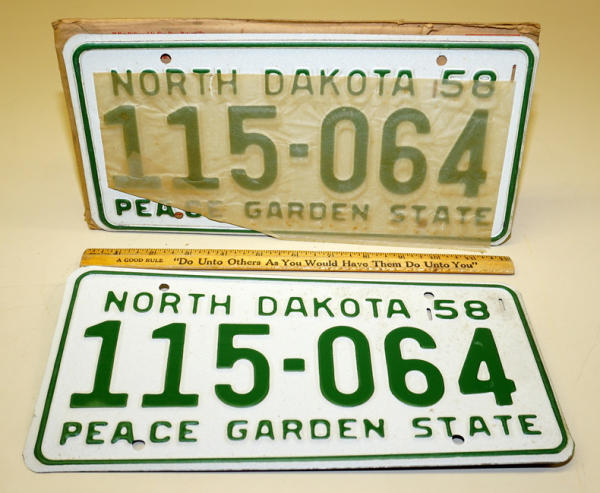 NORTH DAKOTA 58
115-064
PEACE GARDEN STATE
A GOOD RULE "Do Unto Others As You Would Have Them Do Unto You"
NORTH DAKOTA 58
115-064
PEACE GARDEN STATE